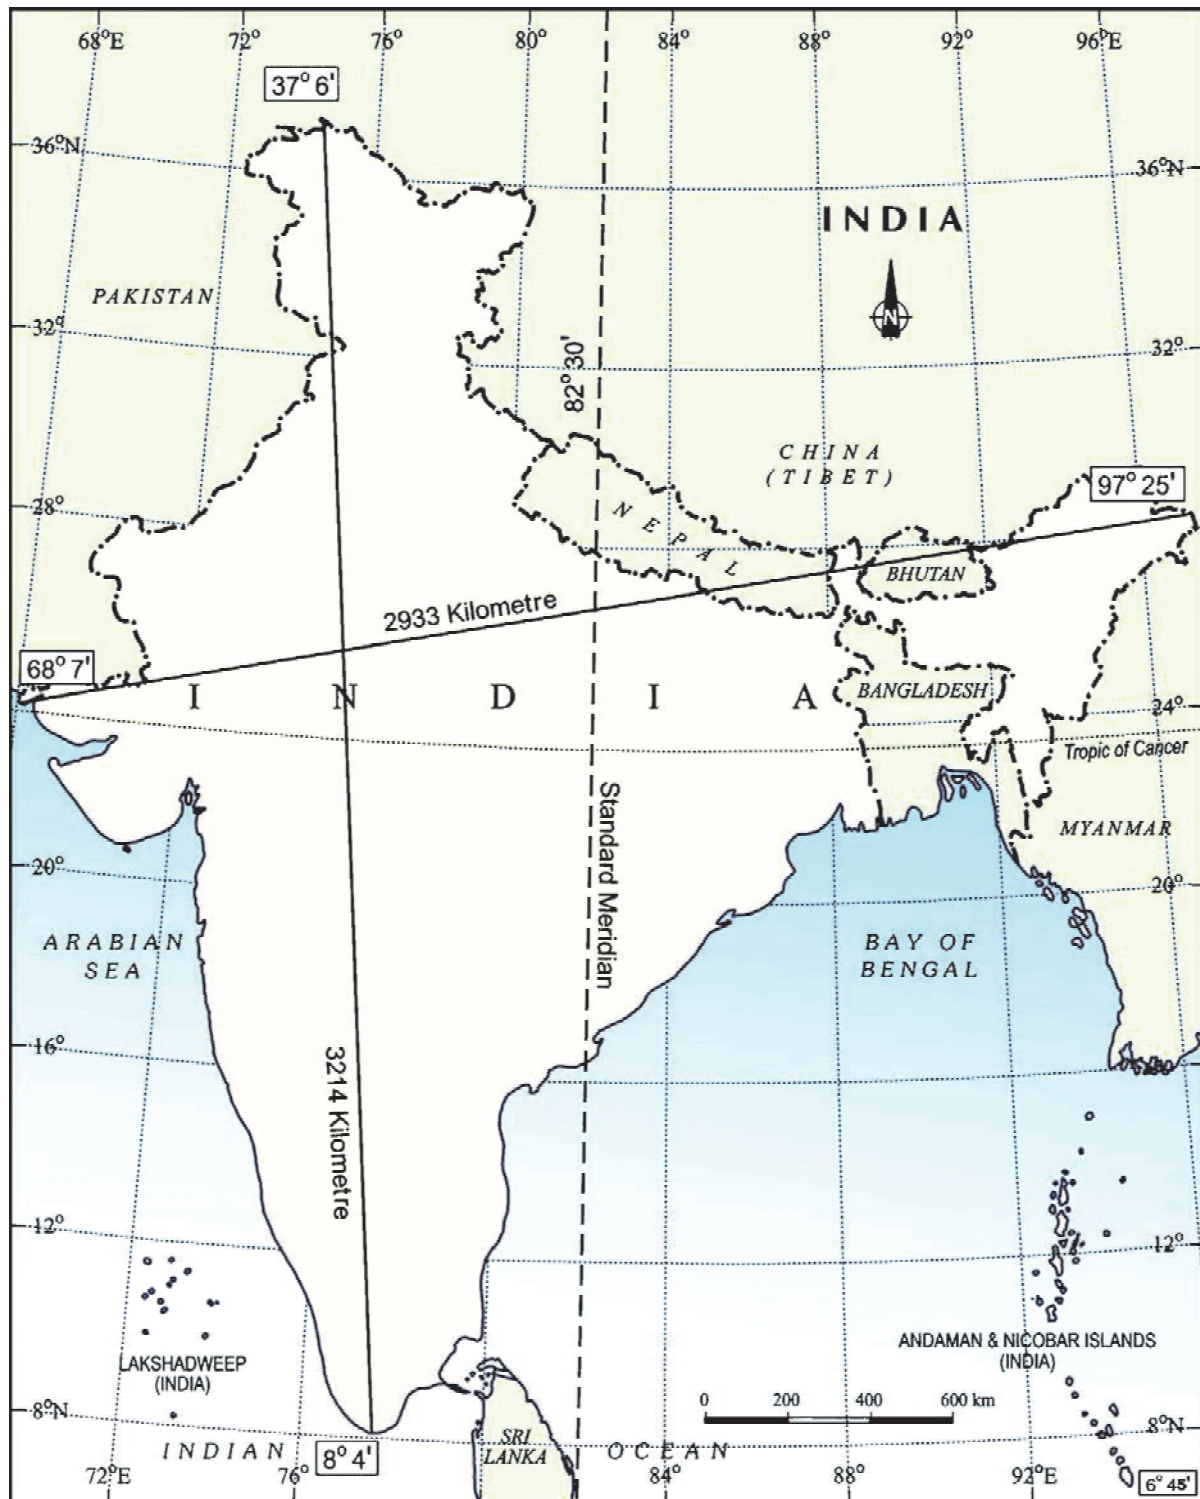 68°E 72° 76° 80° 84° 88° 92° 96°E
37° 6'
36°N
36°N
INDIA
PAKISTAN
N
32°
32°
82° 30'
CHINA
(TIBET)
97° 25'
28°
NEPAL
BHUTAN
2933 Kilometre
68° 7'
INDIA
BANGLADESH
24°
Tropic of Cancer
Standard Meridian
MYANMAR
20°
20°
ARABIAN
SEA
BAY OF
BENGAL
16°
3214 Kilometre
12°
12°
LAKSHADWEEP
(INDIA)
ANDAMAN & NICOBAR ISLANDS
(INDIA)
0 200 400 600 km
8°N
8°N
INDIAN OCEAN
8° 4'
SRI
LANKA
72°E 76° 84° 88° 92°E
6° 45'